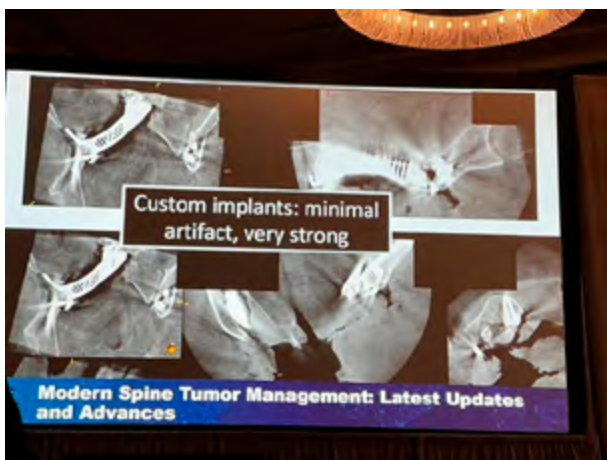 Custom implants: minimal
artifact, very strong
Modern Spine Tumor Management: Latest Updates
and Advances